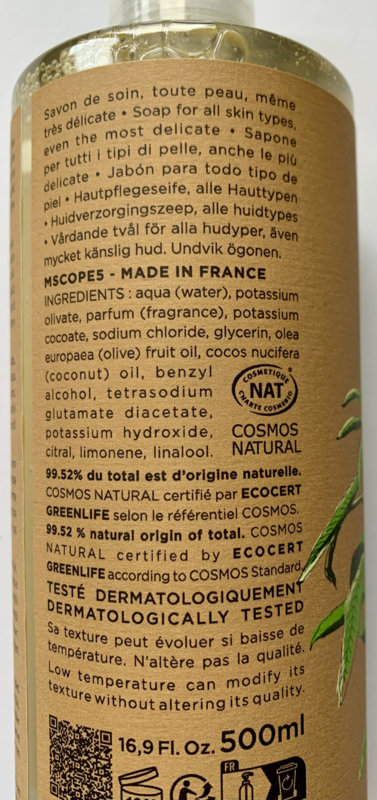 Savon de soin, toute peau, même
très délicate • Soap for all skin types,
even the most delicate • Sapone
per tutti i tipi di pelle, anche le più
delicate • Jabón para todo tipo de
piel • Hautpflegeseife, alle Hauttypen
• Huidverzorgingszeep, alle huidtypes
• Vårdande tvål för alla hudyper, även
mycket känslig hud. Undvik ögonen.
MSCOPE5 - MADE IN FRANCE
INGREDIENTS : aqua (water), potassium
olivate, parfum (fragrance), potassium
cocoate, sodium chloride, glycerin, olea
europaea (olive) fruit oil, cocos nucifera
(coconut) oil, benzyl
alcohol, tetrasodium
glutamate diacetate,
potassium hydroxide,
citral, limonene, linalool.
COSMETIQUE
NAT
CHARTE COSMEBIO
COSMOS
NATURAL
99.52% du total est d'origine naturelle.
COSMOS NATURAL certifié par ECOCERT
GREENLIFE selon le référentiel COSMOS.
99.52 % natural origin of total. COSMOS
NATURAL certified by ECOCERT
GREENLIFE according to COSMOS Standard.
TESTÉ DERMATOLOGIQUEMENT
DERMATOLOGICALLY TESTED
Sa texture peut évoluer si baisse de
température. N'altère pas la qualité.
Low temperature can modify its
texture without altering its quality.
16,9 Fl. Oz. 500ml
FR